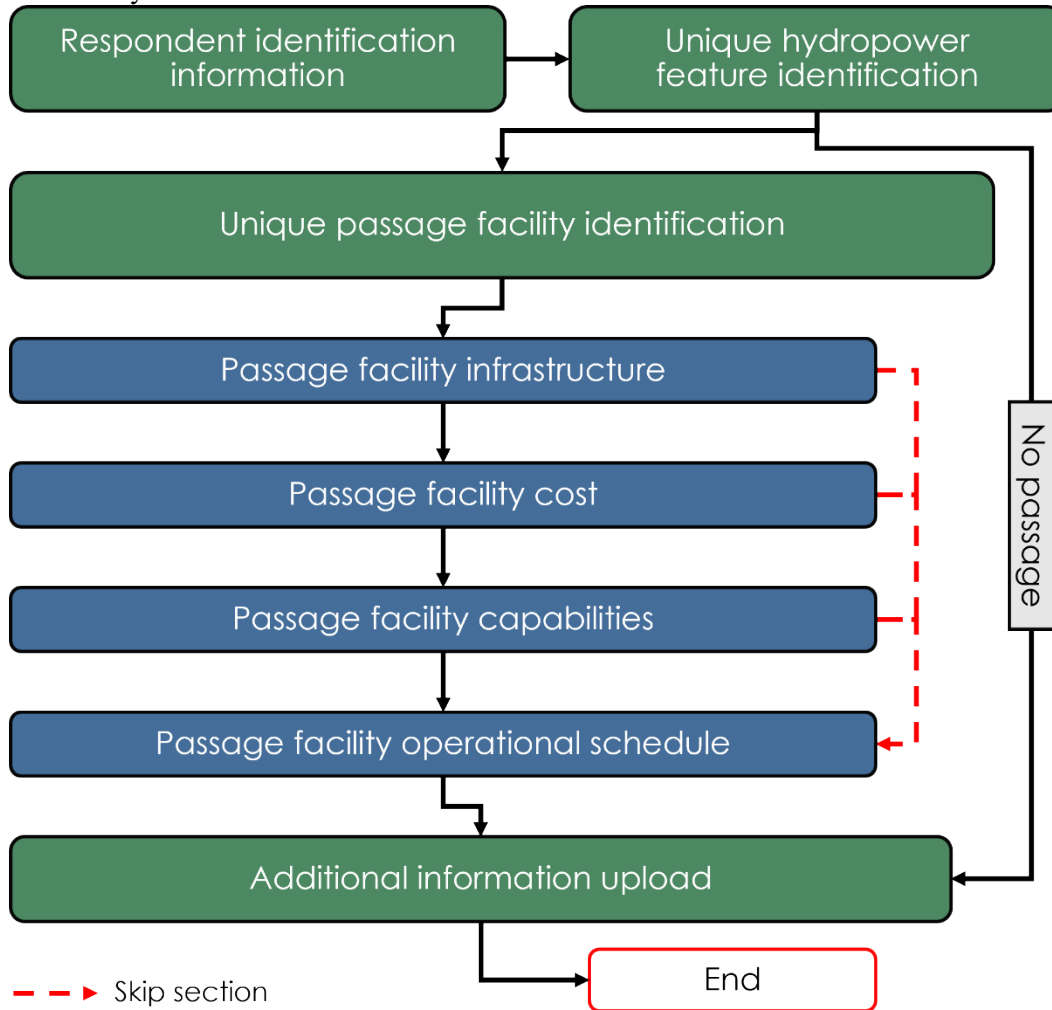 Respondent identification
information
Unique hydropower
feature identification
Unique passage facility identification
Passage facility infrastructure
Passage facility cost
No passage
Passage facility capabilities
Passage facility operational schedule
Additional information upload
End
Skip section